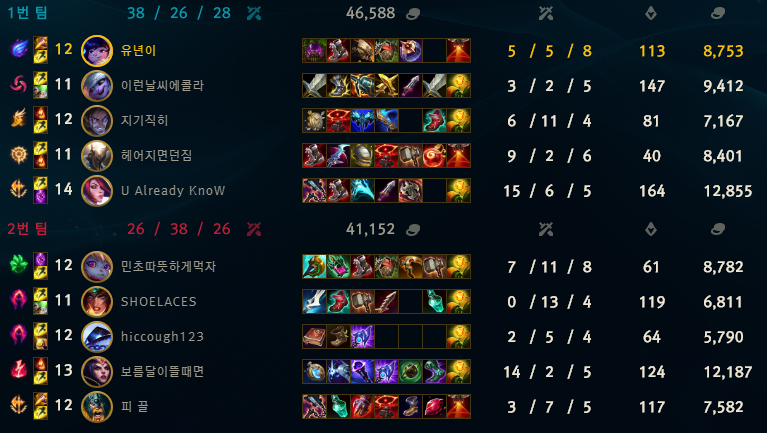 1번 팀 38 / 26 / 28 46,588
12 유년이 5 / 5 / 8 113 8,753
11 이런날씨에콜라 3 / 2 / 5 147 9,412
12 지기직히 6 / 11 / 4 81 7,167
11 헤어지면던짐 9 / 2 / 6 40 8,401
14 U Already KnoW 15 / 6 / 5 164 12,855
2번 팀 26 / 38 / 26 41,152
12 민초따뜻하게먹자 7 / 11 / 8 61 8,782
11 SHOELACES 0 / 13 / 4 119 6,811
12 hiccough123 2 / 5 / 4 64 5,790
13 보름달이뜰때면 14 / 2 / 5 124 12,187
12 피 끌 3 / 7 / 5 117 7,582